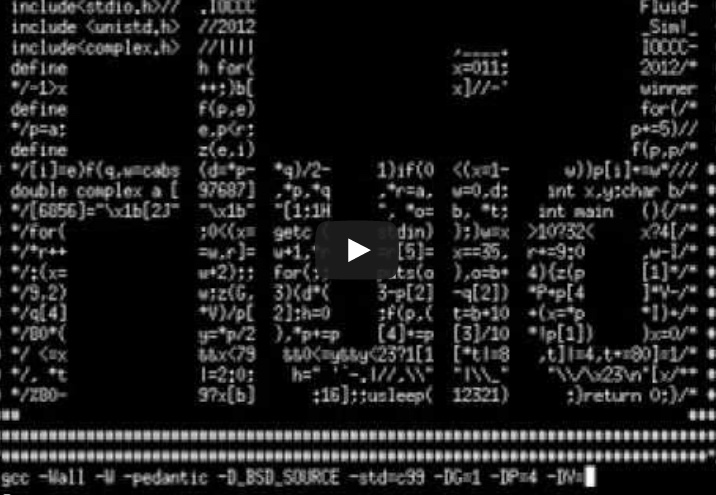 include<stdio.h>// .IOCCC Fluid-
include <unistd.h> //2012 _Sim!_
include<complex.h> //|||| ,____. IOCCC-
define h for( x=011; 2012/*
*/-1>x ++;)b[ x]//-' winner
define f(p,e) for(/*
*/p=a; e,p<r; p+=5)//
define z(e,i) f(p,p/*
*/[i]=e)f(q,w=cabs (d=*p- *q)/2- 1)if(0 <(x=1- w))p[i]+=w*///
double complex a [ 97687] ,*p,*q ,*r=a, w=0,d; int x,y;char b/*
*/[6856]="\x1b[2J" "\x1b" "[1;1H ", *o= b, *t; int main (){/**
*/for( ;0<(x= getc ( stdin) );)w=x >10?32< x?4[/*
*/*r++ =w,r]= w+1,* =r[5]= x==35, r+=9:0 ,w-I/*
*/:(x= w+2);; for(;; puts(o ),o=b+ 4){z(p [1]*/*
*/9,2) w;z(G, 3)(d*( 3-p[2] -q[2]) *P+p[4 ]*V-/*
*/q[4] *V)/p[ 2];h=0 ;f(p,( t=b+10 +(x=*p *I)+/*
*/80*( y=*p/2 ),*p+=p [4]+=p [3]/10 *!p[1]) )x=0/*
*/ <=x &&x<79 &&0<=y&&y<23?1[1 [*t|=8 ,t]|=4,t+=80]=1/*
*/, *t |=2:0; h=" '`-.|//,\\" "|\\_" "\\/\x23\n"[x/**
*/%80- 9?x[b] :16];;usleep( 12321) ;)return 0;}/*
gcc -Wall -W -pedantic -D_BSD_SOURCE -std=c99 -DG=1 -DP=4 -DV=